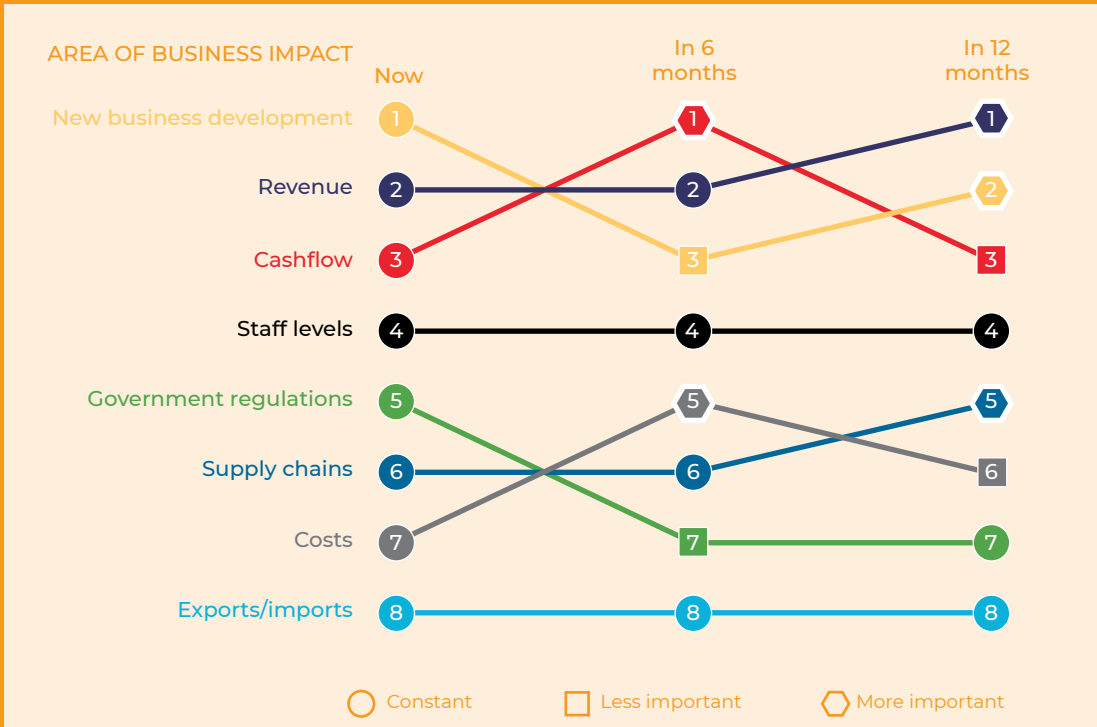 AREA OF BUSINESS IMPACT
Now
In 6
months
In 12
months
New business development
1
1
1
Revenue
2
2
2
Cashflow
3
3
3
Staff levels
4
4
4
Government regulations
5
5
5
Supply chains
6
6
6
Costs
7
7
7
Exports/imports
8
8
8
Constant
Less important
More important